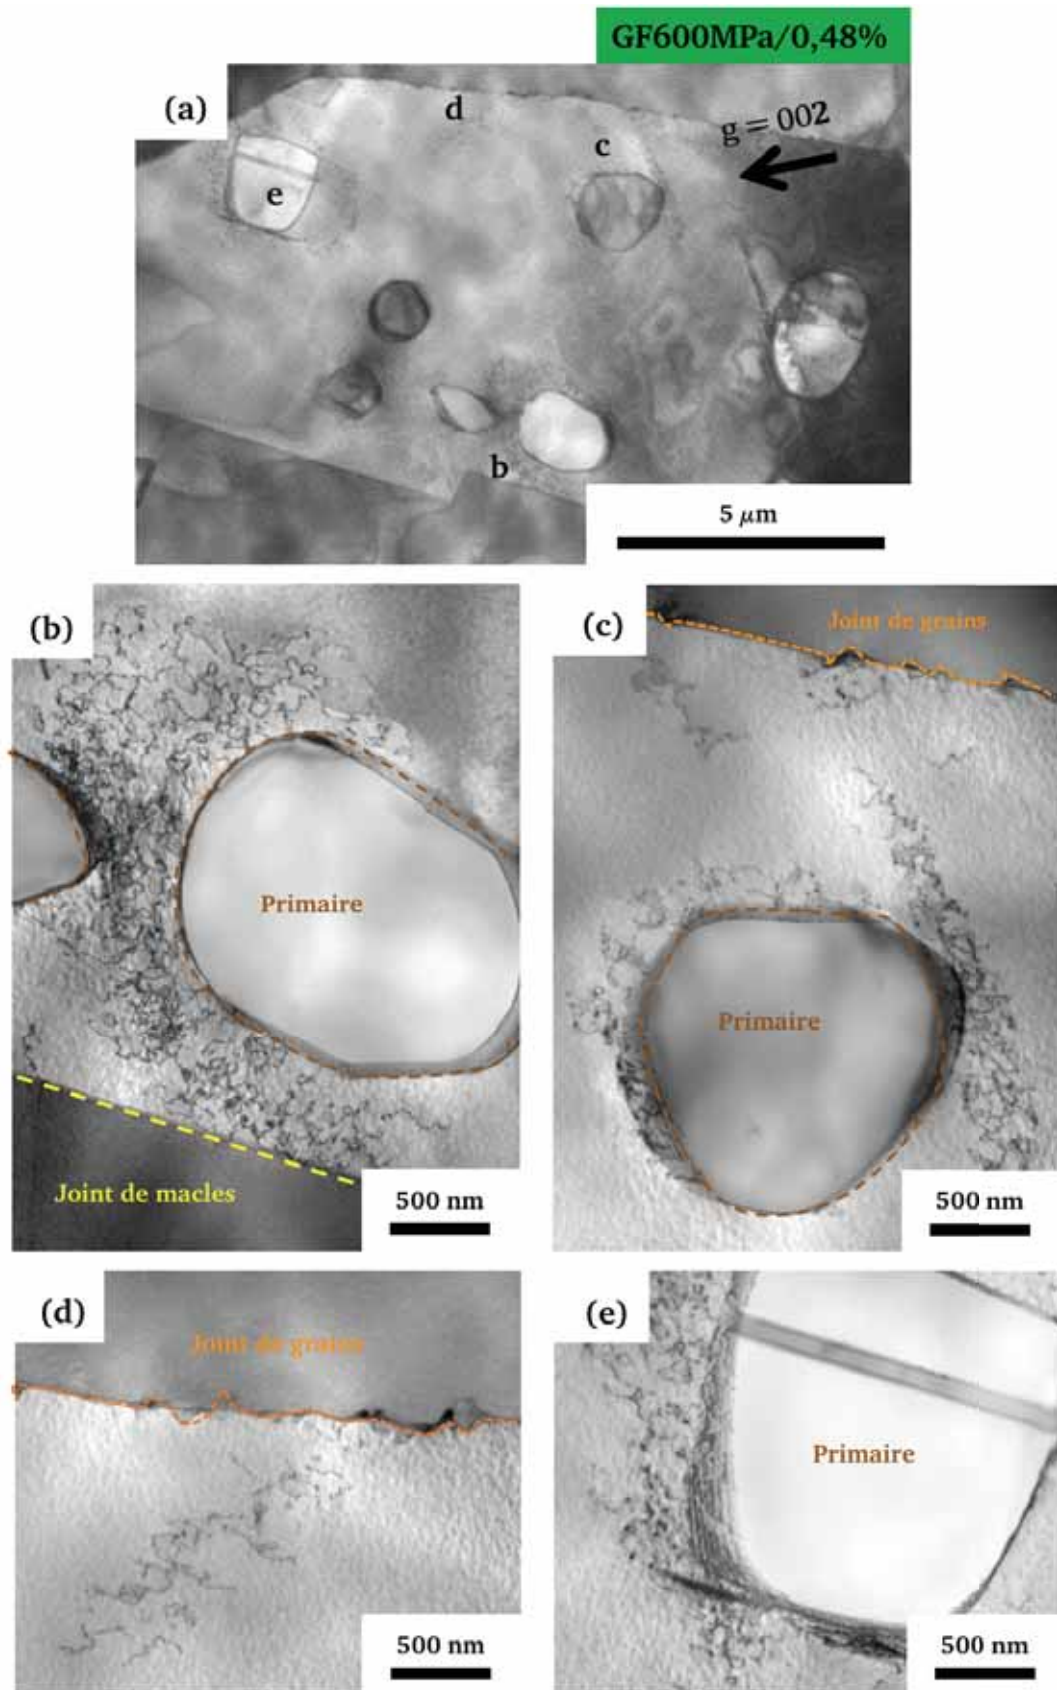 GF600MPa/0,48%
(a)
d
g = 002
c
e
b
5 μm
(b)
Primaire
Joint de macles
500 nm
(c)
Joint de grains
Primaire
500 nm
(d)
Joint de grains
500 nm
(e)
Primaire
500 nm